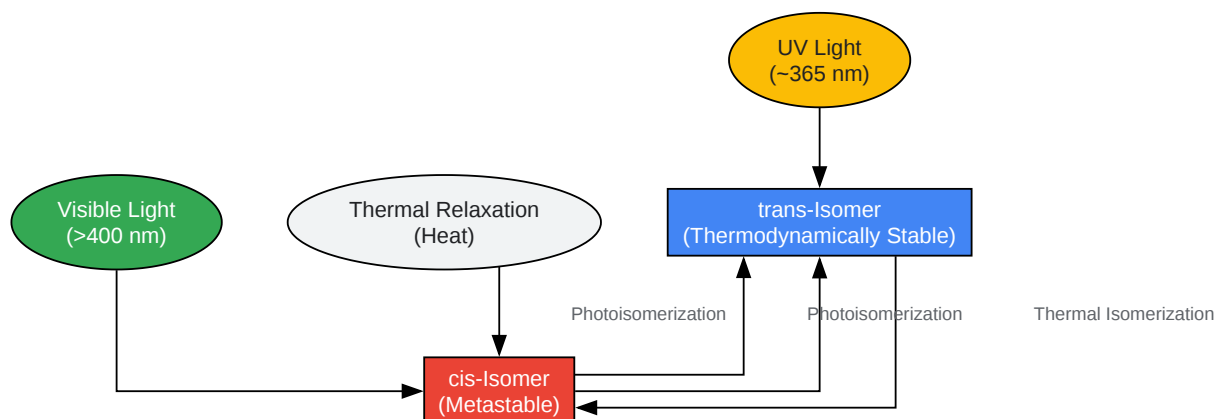 UV Light
(~365 nm)
Visible Light
(>400 nm)
Thermal Relaxation
(Heat)
trans-Isomer
(Thermodynamically Stable)
Photoisomerization
Photoisomerization
Thermal Isomerization
cis-Isomer
(Metastable)